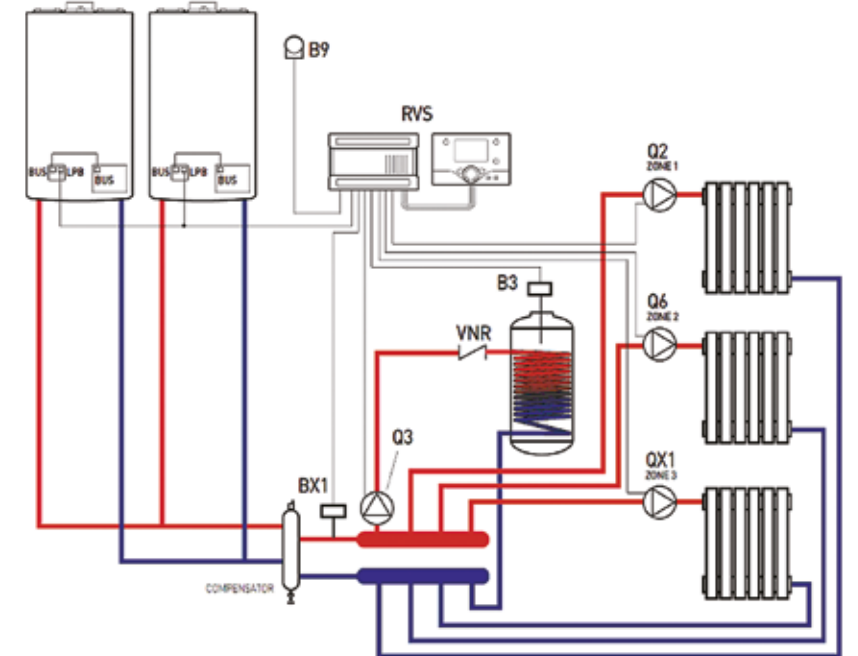 B9
RVS
BUS LPB BUS
BUS LPB BUS
Q2
ZONE 1
B3
Q6
ZONE 2
VNR
Q3
QX1
ZONE 3
BX1
COMPENSATOR